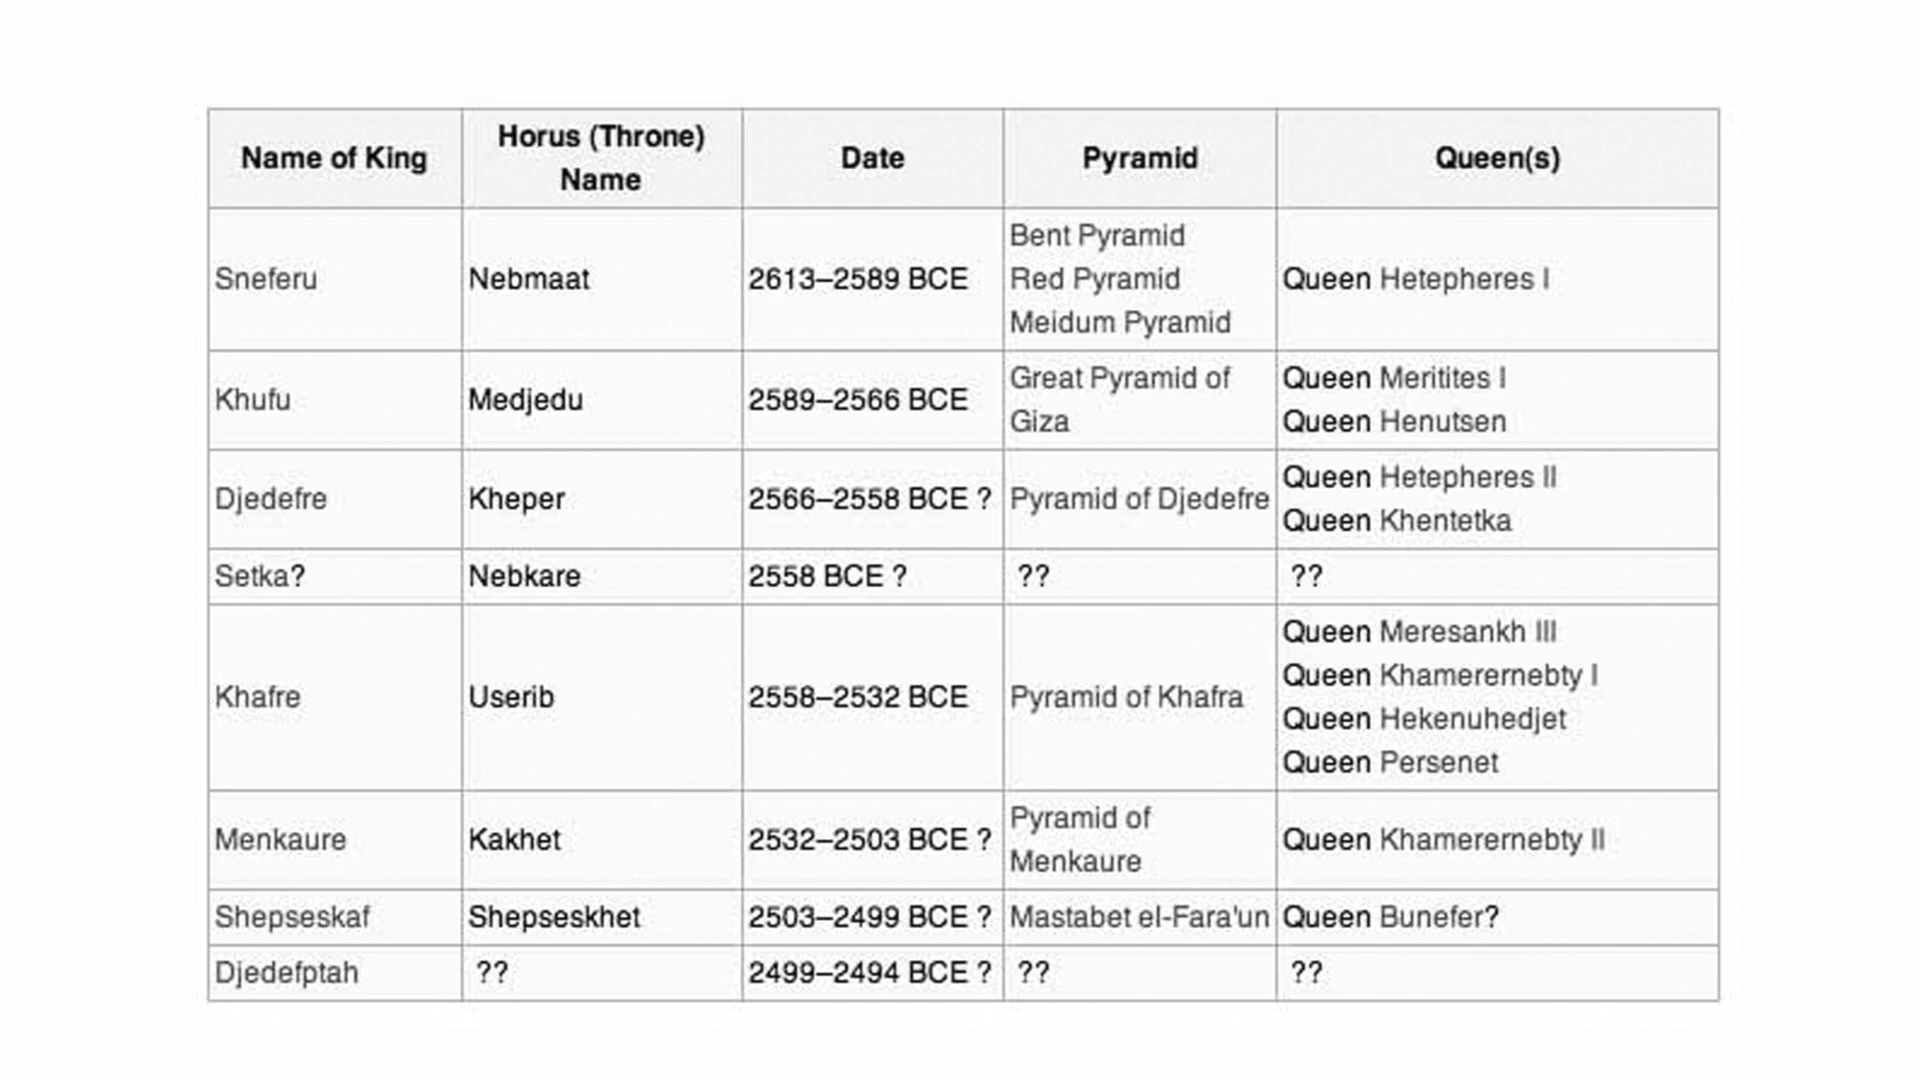 Name of King
Horus (Throne)
Name
Date
Pyramid
Queen(s)
Sneferu
Nebmaat
2613–2589 BCE
Bent Pyramid
Red Pyramid
Meidum Pyramid
Queen Hetepheres I
Khufu
Medjedu
2589–2566 BCE
Great Pyramid of
Giza
Queen Meritites I
Queen Henutsen
Djedefre
Kheper
2566–2558 BCE ?
Pyramid of Djedefre
Queen Hetepheres II
Queen Khentetka
Setka?
Nebkare
2558 BCE ?
??
??
Khafre
Userib
2558–2532 BCE
Pyramid of Khafra
Queen Meresankh III
Queen Khamerernebty I
Queen Hekenuhedjet
Queen Persenet
Menkaure
Kakhet
2532–2503 BCE ?
Pyramid of
Menkaure
Queen Khamerernebty II
Shepseskaf
Shepseskhet
2503–2499 BCE ?
Mastabet el-Fara'un
Queen Bunefer?
Djedefptah
??
2499–2494 BCE ?
??
??